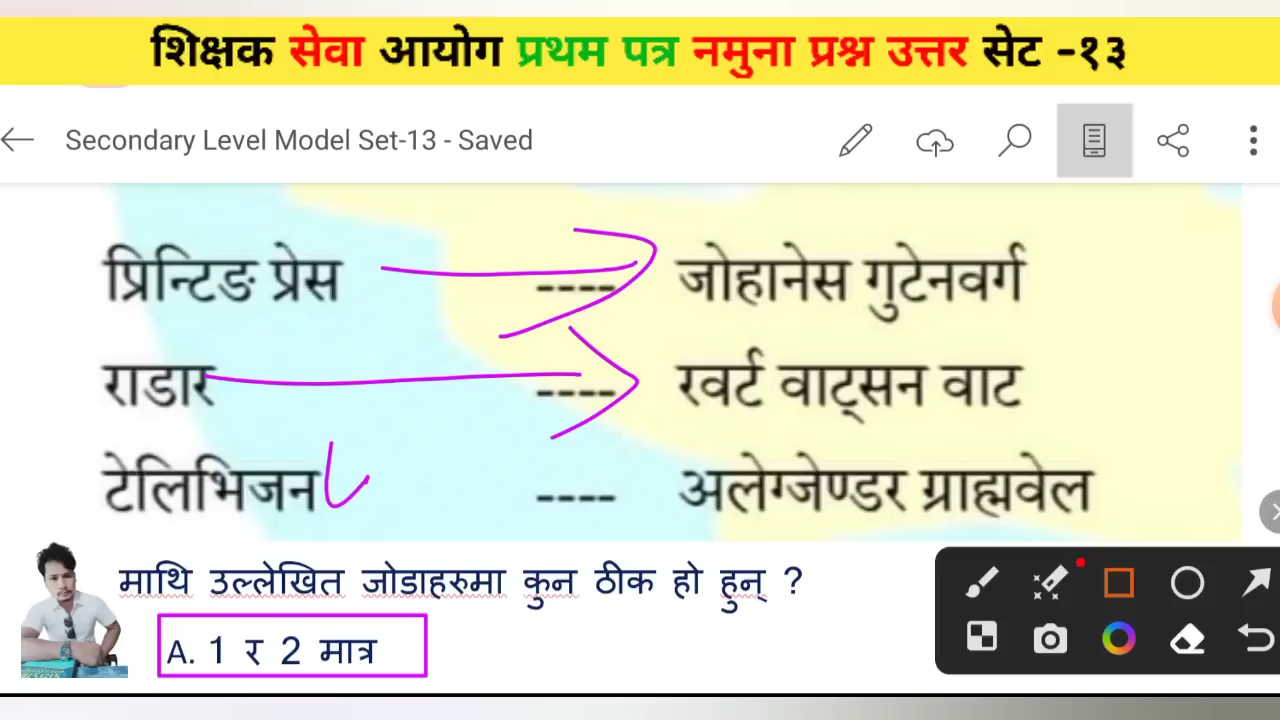 शिक्षक सेवा आयोग प्रथम पत्र नमुना प्रश्न उत्तर सेट -१३
Secondary Level Model Set-13 - Saved
प्रिन्टिङ प्रेस ---- जोहानेस गुटेनवर्ग
राडार ---- रवर्ट वाट्सन वाट
टेलिभिजन ---- अलेग्जेण्डर ग्राह्मवेल
माथि उल्लेखित जोडाहरुमा कुन ठीक हो हुन् ?
A. 1 र 2 मात्र